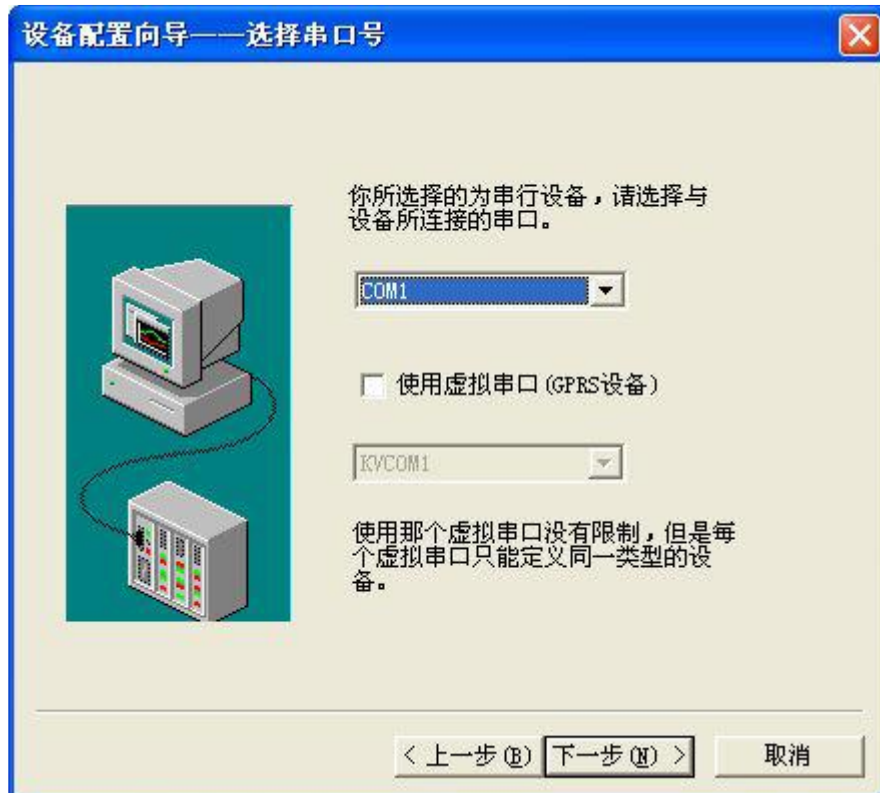 设备配置向导——选择串口号
你所选择的为串行设备，请选择与
设备所连接的串口。
COM1
使用虚拟串口(GPRS设备)
KVCOM1
使用那个虚拟串口没有限制，但是每
个虚拟串口只能定义同一类型的设
备。
< 上一步(B) 下一步(N) > 取消